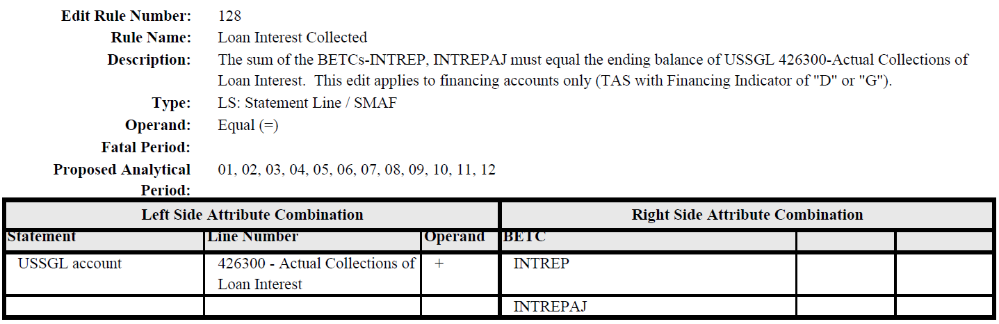 Edit Rule Number: 128
Rule Name: Loan Interest Collected
Description: The sum of the BETCs-INTREP, INTREPAJ must equal the ending balance of USSGL 426300-Actual Collections of
Loan Interest.  This edit applies to financing accounts only (TAS with Financing Indicator of "D" or "G").
Type: LS: Statement Line / SMAF
Operand: Equal (=)
Fatal Period:
Proposed Analytical 01, 02, 03, 04, 05, 06, 07, 08, 09, 10, 11, 12
Period:
Left Side Attribute Combination Right Side Attribute Combination
Statement Line Number Operand BETC
USSGL account 426300 - Actual Collections of + INTREP
Loan Interest
INTREPAJ